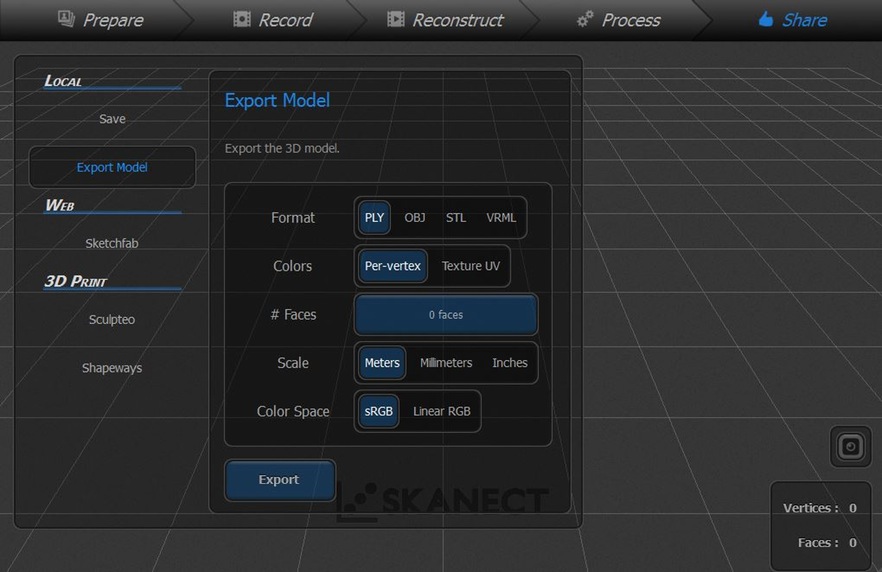 Prepare
Record
Reconstruct
Process
Share
LOCAL
Save
Export Model
WEB
Sketchfab
3D PRINT
Sculpteo
Shapeways
Export Model
Export the 3D model.
Format PLY OBJ STL VRML
Colors Per-vertex Texture UV
# Faces 0 faces
Scale Meters Millimeters Inches
Color Space sRGB Linear RGB
Export
SKANECT
Vertices : 0
Faces : 0